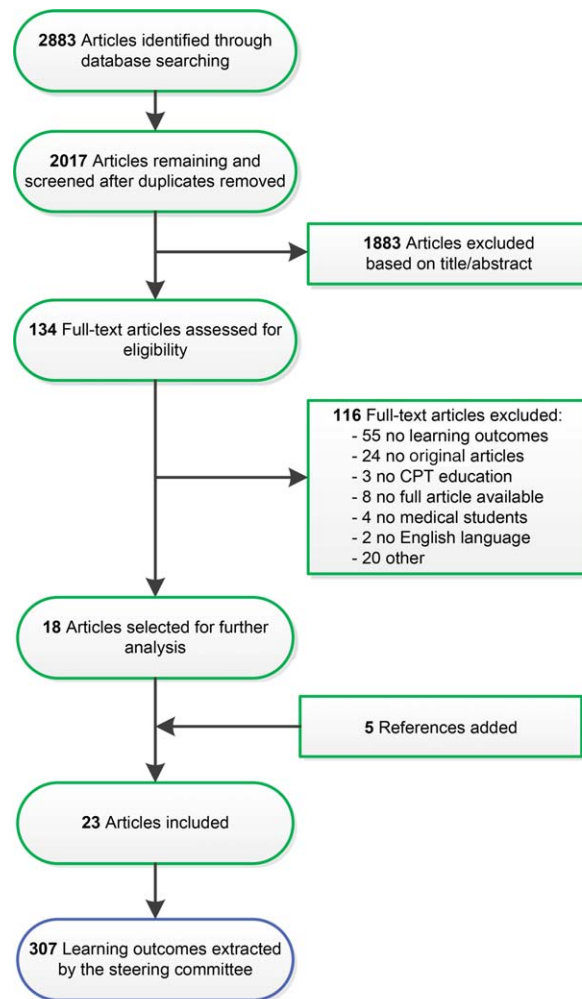 2883 Articles identified through
database searching
2017 Articles remaining and
screened after duplicates removed
1883 Articles excluded
based on title/abstract
134 Full-text articles assessed for
eligibility
116 Full-text articles excluded:
- 55 no learning outcomes
- 24 no original articles
- 3 no CPT education
- 8 no full article available
- 4 no medical students
- 2 no English language
- 20 other
18 Articles selected for further
analysis
5 References added
23 Articles included
307 Learning outcomes extracted
by the steering committee